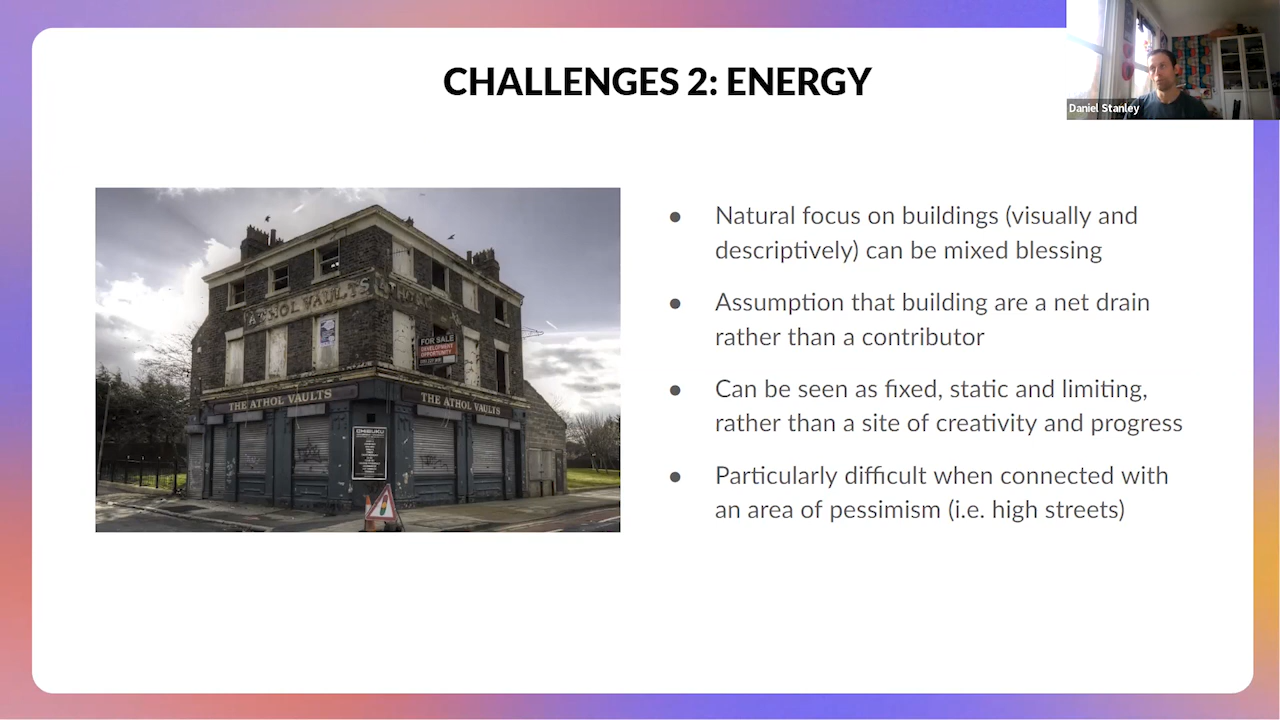 CHALLENGES 2: ENERGY
Daniel Stanley
Natural focus on buildings (visually and
descriptively) can be mixed blessing
Assumption that building are a net drain
rather than a contributor
Can be seen as fixed, static and limiting,
rather than a site of creativity and progress
Particularly difficult when connected with
an area of pessimism (i.e. high streets)
ATHOL VAULTS
FOR SALE
DEVELOPMENT
OPPORTUNITY
THE ATHOL VAULTS
THE ATHOL VAULTS
CHIBUKU